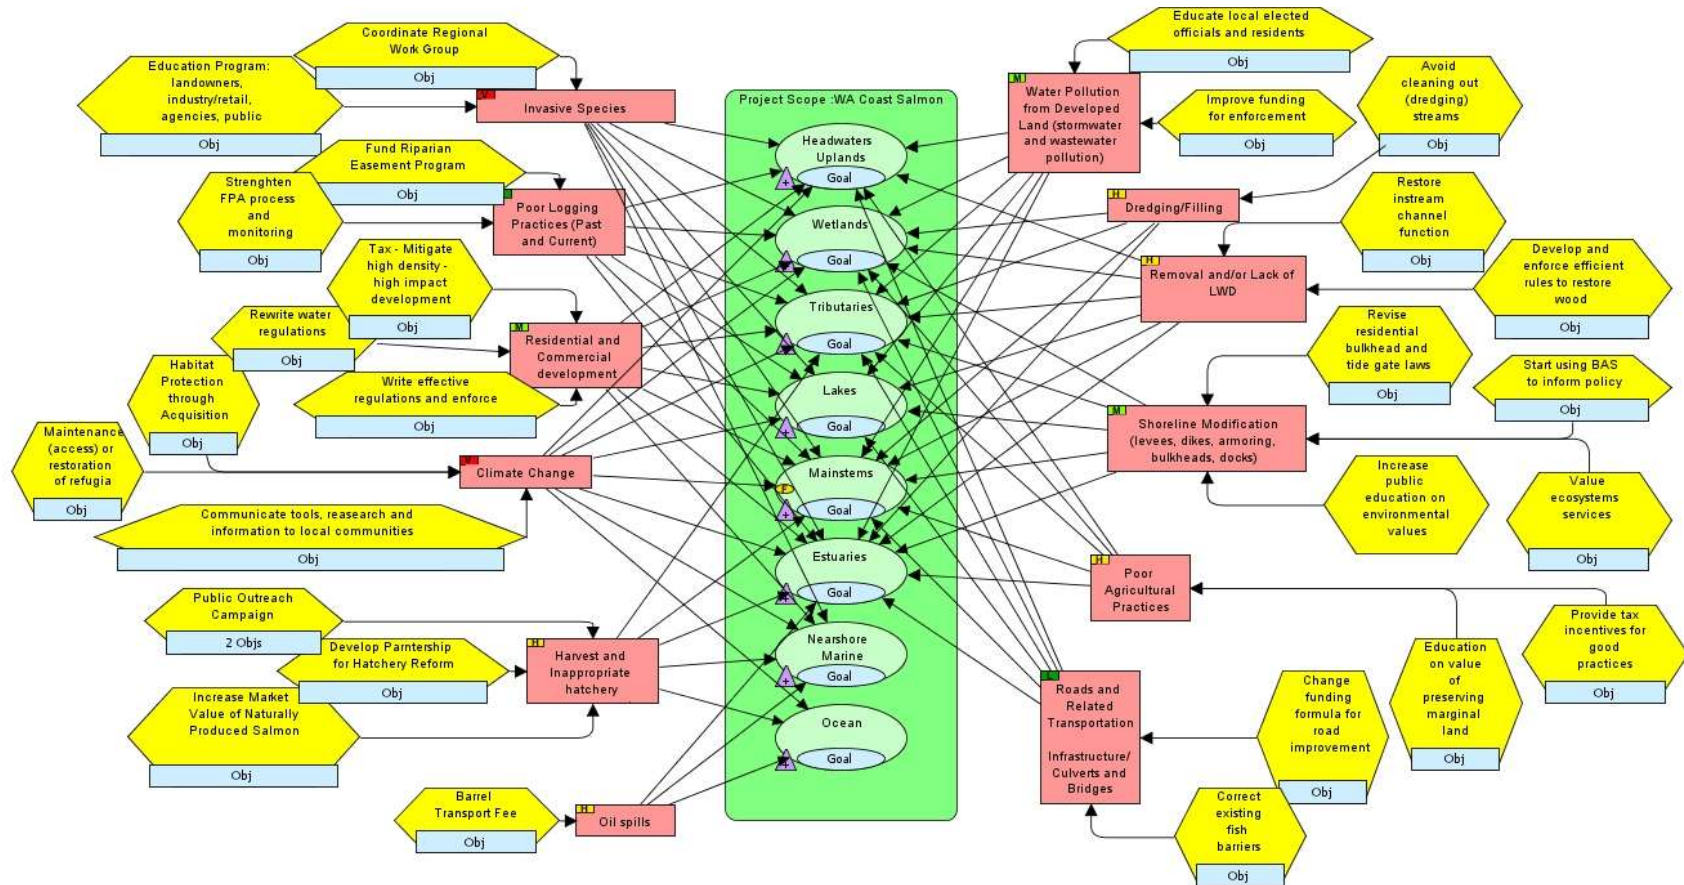 Coordinate Regional
Work Group
Obj
Education Program:
landowners,
industry/retail,
agencies, public
Obj
V
Invasive Species
Fund Riparian
Easement Program
Obj
Strenghten
FPA process
and
monitoring
Obj
Poor Logging
Practices (Past
and Current)
Tax - Mitigate
high density -
high impact
development
Obj
Rewrite water
regulations
Obj
M
Residential and
Commercial
development
Write effective
regulations and enforce
Obj
Habitat
Protection
through
Acquisition
Obj
Maintenance
(access) or
restoration
of refugia
Obj
V
Climate Change
Communicate tools, reasearch and
information to local communities
Obj
Public Outreach
Campaign
2 Objs
Develop Parntership
for Hatchery Reform
Obj
Increase Market
Value of Naturally
Produced Salmon
Obj
H
Harvest and
Inappropriate
hatchery
Barrel
Transport Fee
Obj
H
Oil spills
Project Scope :WA Coast Salmon
Headwaters
Uplands
Goal
Wetlands
Goal
Tributaries
Goal
Lakes
Goal
Mainstems
F
Goal
Estuaries
Goal
Nearshore
Marine
Goal
Ocean
Goal
Educate local elected
officials and residents
Obj
M
Water Pollution
from Developed
Land (stormwater
and wastewater
pollution)
Improve funding
for enforcement
Obj
Avoid
cleaning out
(dredging)
streams
Obj
H
Dredging/Filling
Restore
instream
channel
function
Obj
H
Removal and/or Lack of
LWD
Develop and
enforce efficient
rules to restore
wood
Obj
Revise
residential
bulkhead and
tide gate laws
Obj
Start using BAS
to inform policy
Obj
M
Shoreline Modification
(levees, dikes, armoring,
bulkheads, docks)
Increase
public
education on
environmental
values
Value
ecosystems
services
Obj
H
Poor
Agricultural
Practices
Provide tax
incentives for
good
practices
Obj
Education
on value
of
preserving
marginal
land
Obj
L
Roads and
Related
Transportation
Infrastructure/
Culverts and
Bridges
Change
funding
formula for
road
improvement
Obj
Correct
existing
fish
barriers
Obj